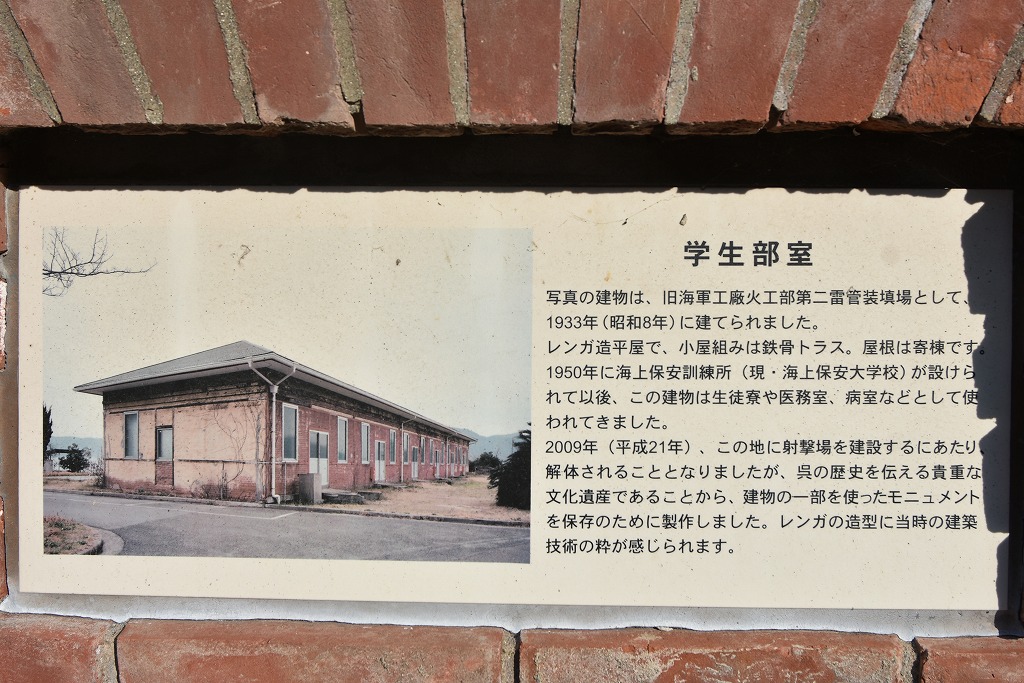 学生部室
写真の建物は、旧海軍工廠火工部第二雷管装填場として、
1933年（昭和8年）に建てられました。
レンガ造平屋で、小屋組みは鉄骨トラス。屋根は寄棟です。
1950年に海上保安訓練所（現・海上保安大学校）が設けら
れて以後、この建物は生徒寮や医務室、病室などとして使
われてきました。
2009年（平成21年）、この地に射撃場を建設するにあたり、
解体されることとなりましたが、呉の歴史を伝える貴重な
文化遺産であることから、建物の一部を使ったモニュメント
を保存のために製作しました。レンガの造型に当時の建築
技術の粋が感じられます。